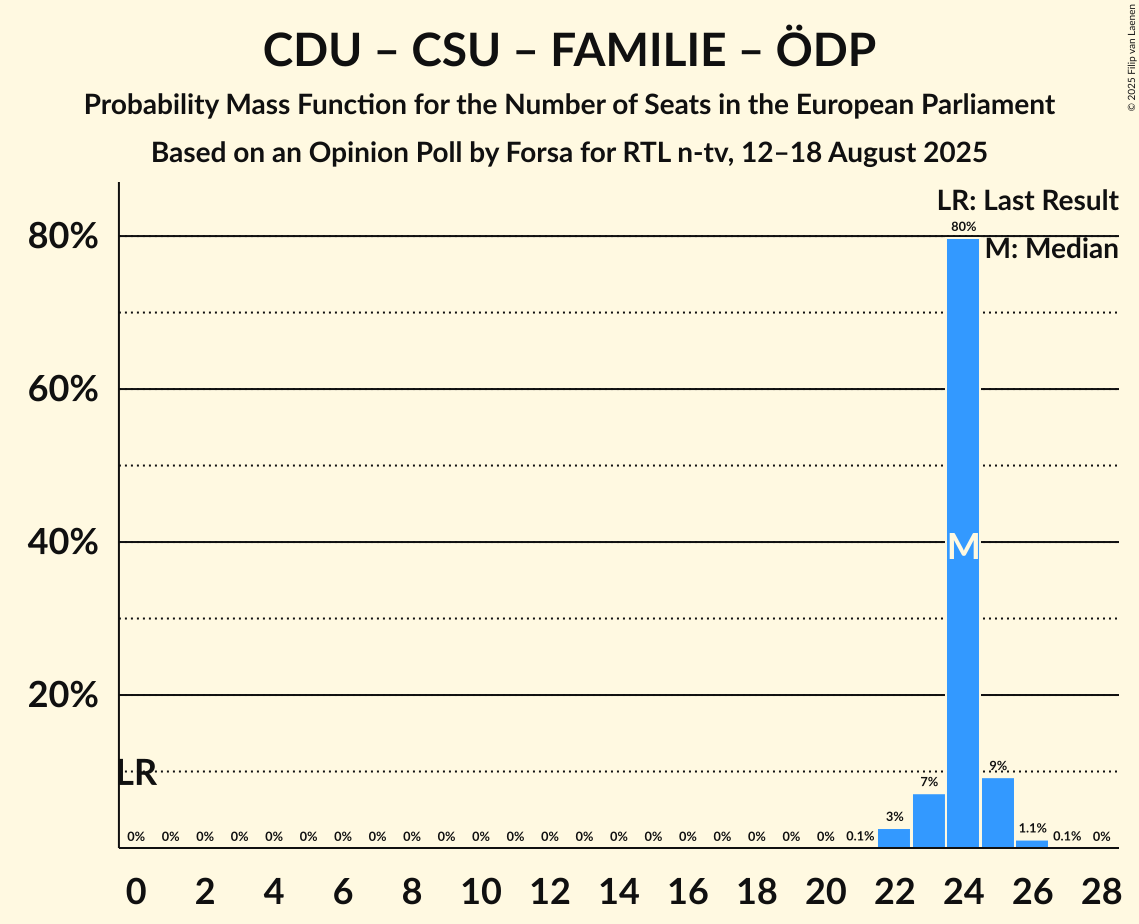 CDU – CSU – FAMILIE – ÖDP
Probability Mass Function for the Number of Seats in the European Parliament
Based on an Opinion Poll by Forsa for RTL n-tv, 12–18 August 2025
© 2025 Filip van Laenen
LR: Last Result
M: Median
80%
60%
40%
20%
LR
M
0% 0% 0% 0% 0% 0% 0% 0% 0% 0% 0% 0% 0% 0% 0% 0% 0% 0% 0% 0% 0% 0.1% 3% 7% 80% 9% 1.1% 0.1% 0%
0 2 4 6 8 10 12 14 16 18 20 22 24 26 28